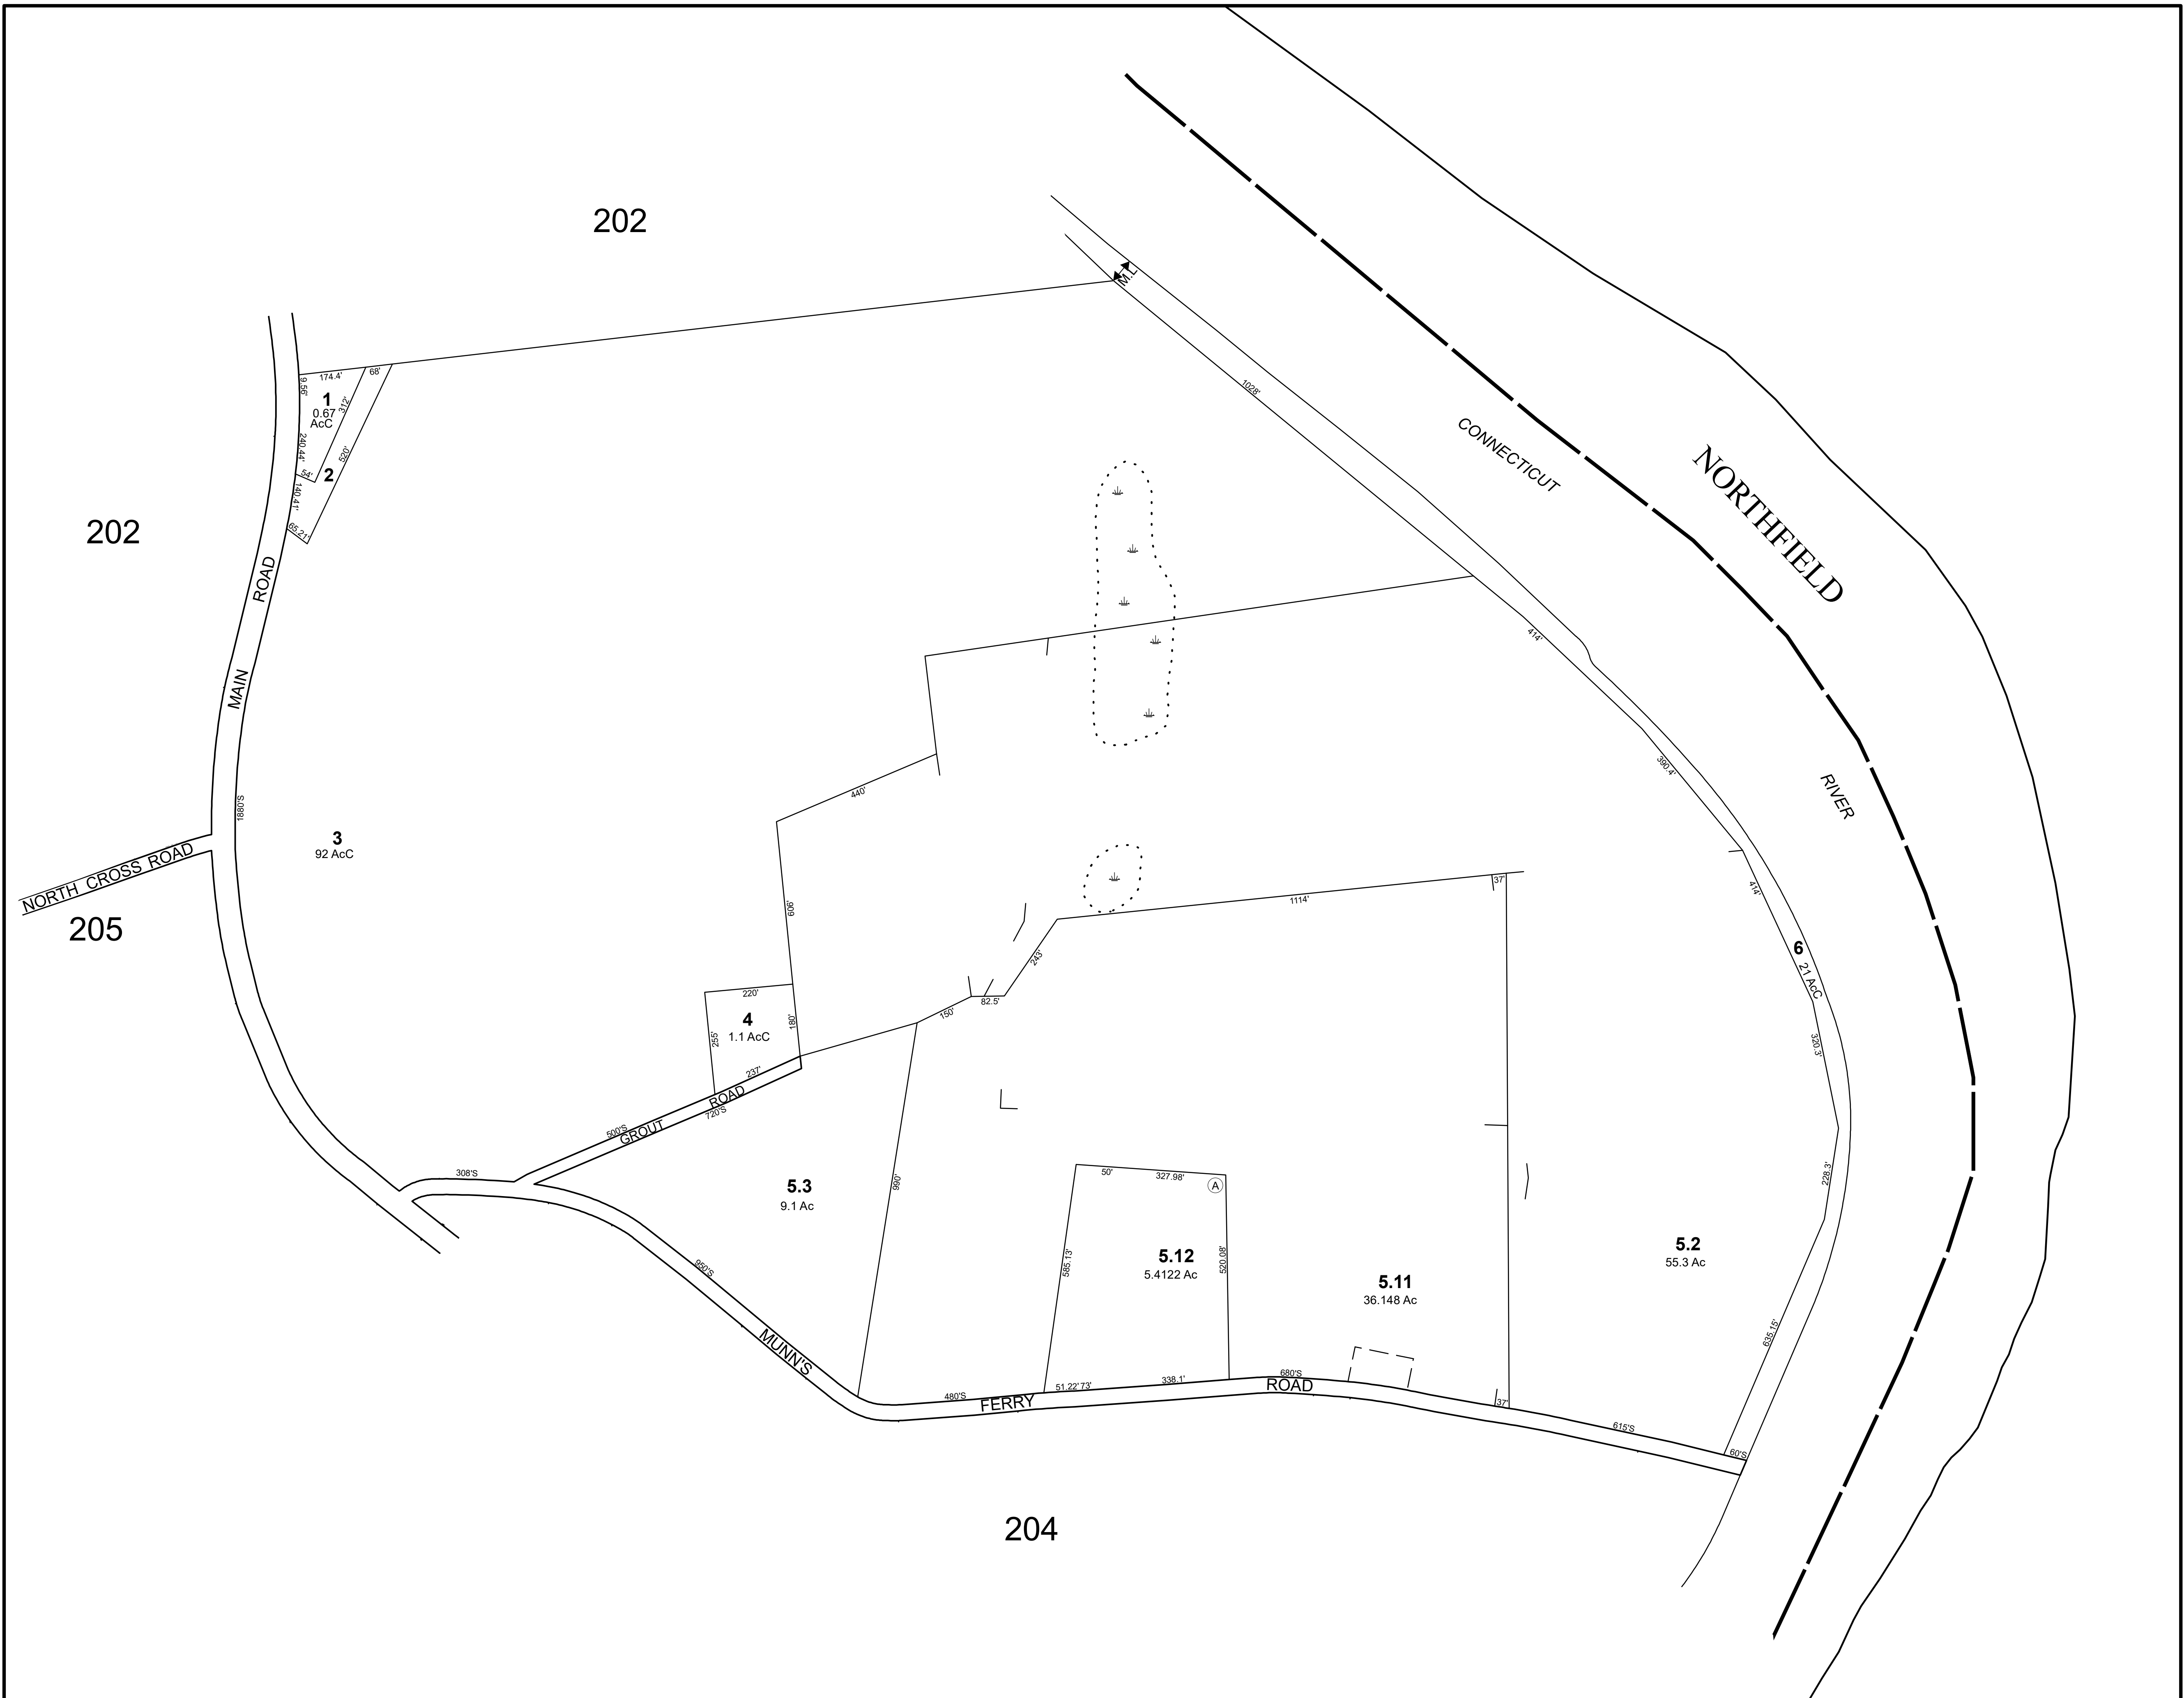 202
M.L
174.4'
68'
9.56'
1
0.67
AcC
312'
240.44'
520'
54'
2
140.41'
65.21'
1028'
CONNECTICUT
NORTHFIELD
202
MAIN ROAD
414'
390.4'
RIVER
440'
1880'S
3
92 AcC
NORTH CROSS ROAD
205
606'
37'
1114'
414'
6
21 AcC
243'
82.5'
150'
220'
4
1.1 AcC
255'
180'
237'
320.3'
500'S
GROUT ROAD
720'S
308'S
990'
5.3
9.1 Ac
50'
327.98'
A
228.3'
585.13'
5.12
5.4122 Ac
520.08'
5.11
36.148 Ac
5.2
55.3 Ac
950'S
635.15'
MUNN'S FERRY ROAD
480'S
51.22'
73'
338.1'
680'S
37'
615'S
60'S
204